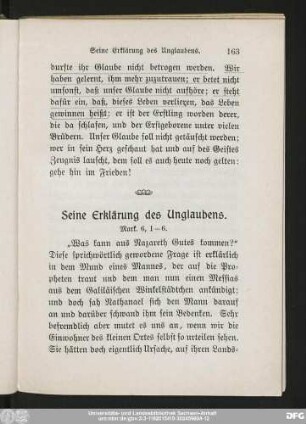 Seine Erklärung des Unglaubens. 163
durfte ihr Glaube nicht betrogen werden. Wir
haben gelernt, ihm mehr zuzutrauen; er betet nicht
umsonst, daß unser Glaube nicht aufhöre; er steht
dafür ein, daß, dieses Leben verlieren, das Leben
gewinnen heißt; er ist der Erstling worden derer,
die da schlafen, und der Erstgeborene unter vielen
Brüdern. Unser Glaube soll nicht getäuscht werden;
wer in sein Herz geschaut hat und auf des Geistes
Zeugnis lauscht, dem soll es auch heute noch gelten:
gehe hin im Frieden!
Seine Erklärung des Unglaubens.
Mark. 6, 1–6.
„Was kann aus Nazareth Gutes kommen?“
Diese sprichwörtlich gewordene Frage ist erklärlich
in dem Mund eines Mannes, der auf die Pro-
pheten traut und dem man nun einen Messias
aus dem Galiläischen Winkelstädtchen ankündigt;
und doch sah Nathanael sich den Mann darauf
an und darüber schwand ihm sein Bedenken. Sehr
befremdlich aber mutet es uns an, wenn wir die
Einwohner des kleinen Ortes selbst so urteilen sehen.
Sie hätten doch eigentlich Ursache, auf ihren Lands-